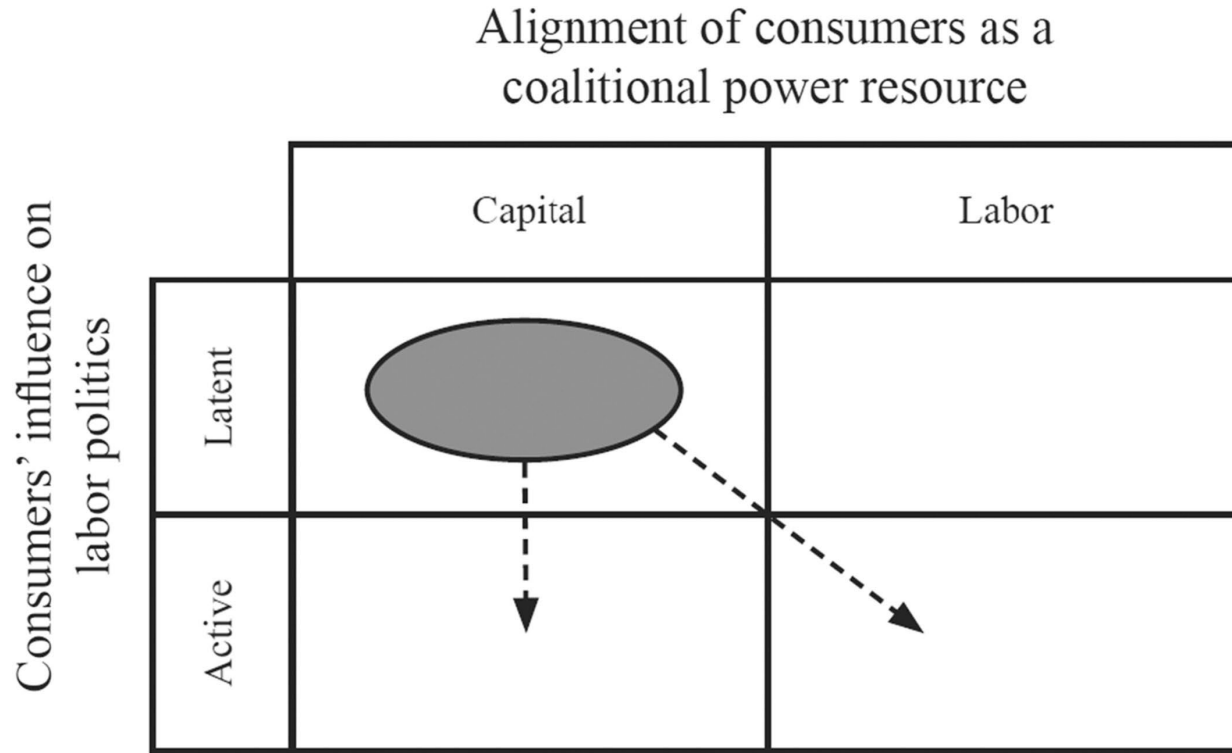 Alignment of consumers as a
coalitional power resource
Capital
Labor
Consumers’ influence on
labor politics
Latent
Active